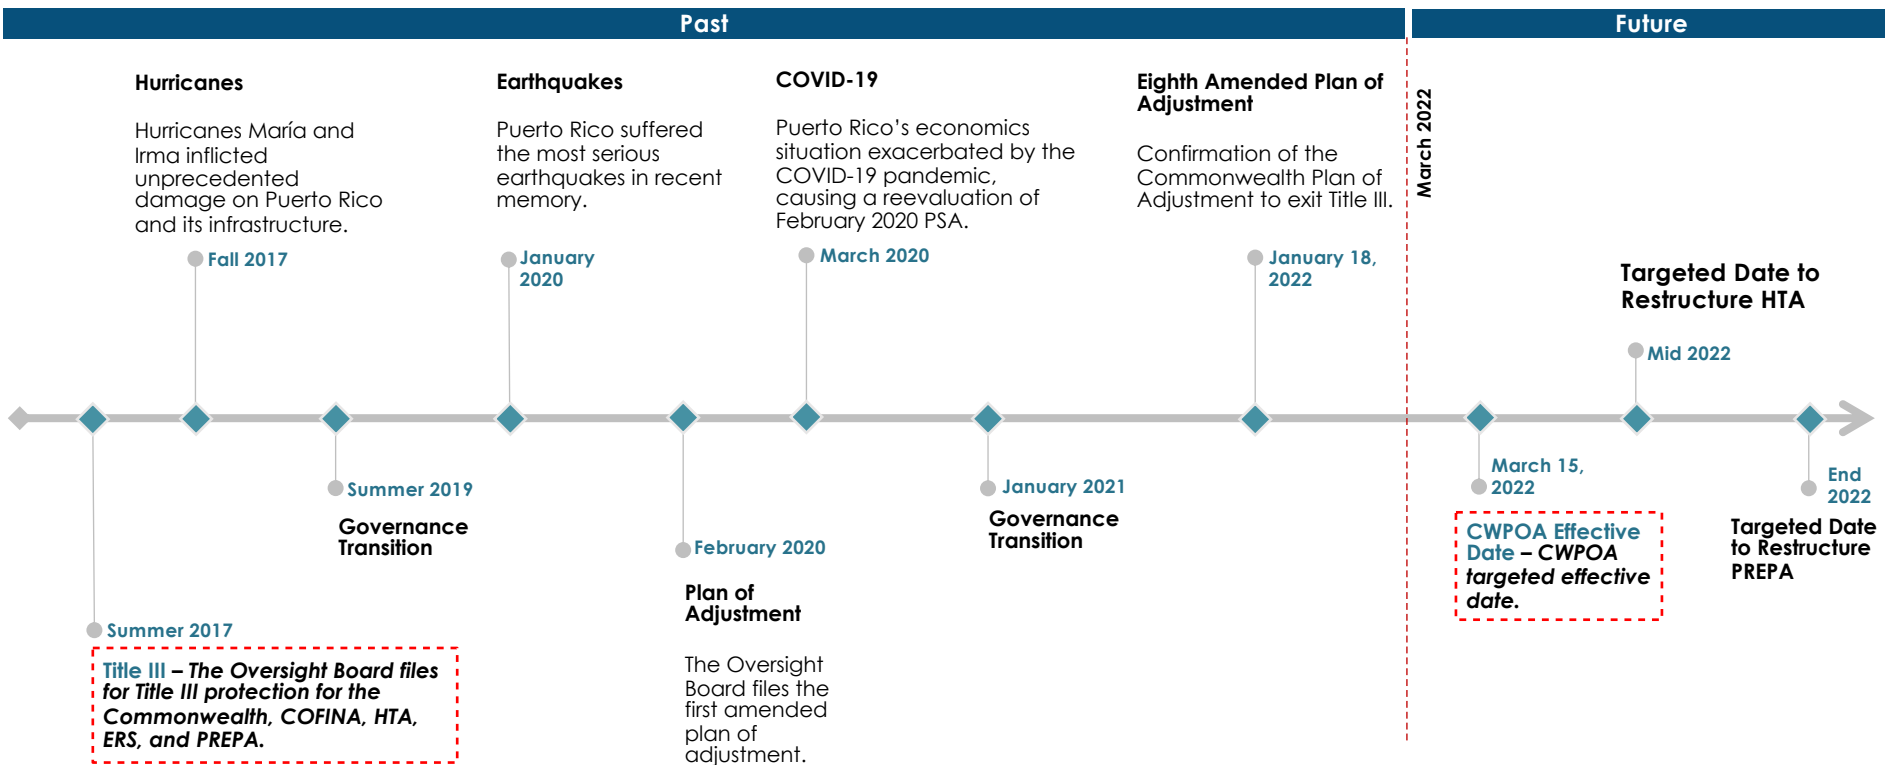 Past
Future
Hurricanes
Hurricanes María and
Irma inflicted
unprecedented
damage on Puerto Rico
and its infrastructure.
Fall 2017
Earthquakes
Puerto Rico suffered
the most serious
earthquakes in recent
memory.
January
2020
COVID-19
Puerto Rico’s economics
situation exacerbated by the
COVID-19 pandemic,
causing a reevaluation of
February 2020 PSA.
March 2020
Eighth Amended Plan of
Adjustment
Confirmation of the
Commonwealth Plan of
Adjustment to exit Title III.
January 18,
2022
March 2022
Targeted Date to
Restructure HTA
Mid 2022
Summer 2017
Title III – The Oversight Board files
for Title III protection for the
Commonwealth, COFINA, HTA,
ERS, and PREPA.
Summer 2019
Governance
Transition
February 2020
Plan of
Adjustment
The Oversight
Board files the
first amended
plan of
adjustment.
January 2021
Governance
Transition
March 15,
2022
CWPOA Effective
Date – CWPOA
targeted effective
date.
End
2022
Targeted Date
to Restructure
PREPA